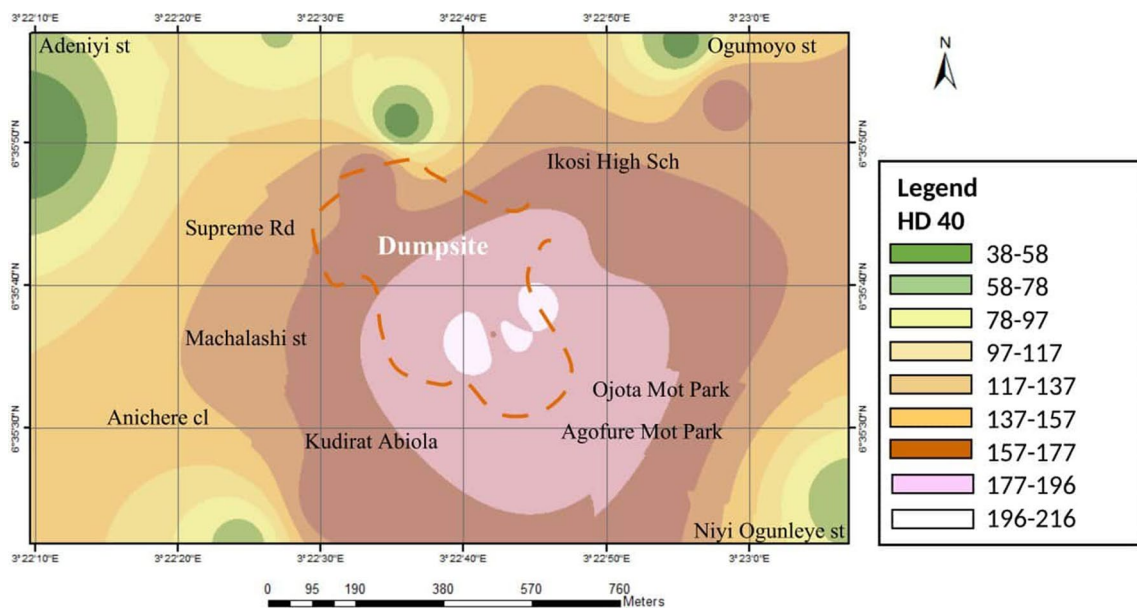 3°22'10"E 3°22'20"E 3°22'30"E 3°22'40"E 3°22'50"E 3°23'0"E
Adeniyi st
Ogumoyo st
N
6°35'50"N
6°35'50"N
Ikosi High Sch
Supreme Rd
Dumpsite
6°35'40"N
6°35'40"N
Machalashi st
Ojota Mot Park
Anichere cl
Agofure Mot Park
6°35'30"N
6°35'30"N
Kudirat Abiola
Niyi Ogunleye st
3°22'10"E 3°22'20"E 3°22'30"E 3°22'40"E 3°22'50"E 3°23'0"E
0 95 190 380 570 760
Meters
Legend
HD 40
38-58
58-78
78-97
97-117
117-137
137-157
157-177
177-196
196-216